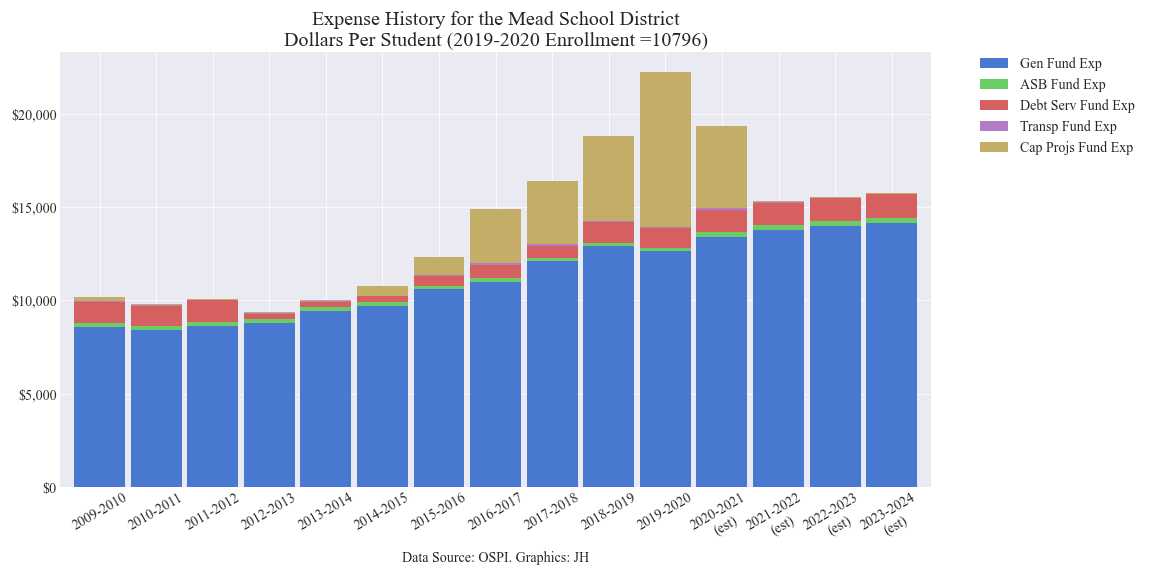 Expense History for the Mead School District
Dollars Per Student (2019-2020 Enrollment =10796)
Gen Fund Exp
ASB Fund Exp
Debt Serv Fund Exp
Transp Fund Exp
Cap Projs Fund Exp
$20,000
$15,000
$10,000
$5,000
$0
2009-2010
2010-2011
2011-2012
2012-2013
2013-2014
2014-2015
2015-2016
2016-2017
2017-2018
2018-2019
2019-2020
2020-2021
(est)
2021-2022
(est)
2022-2023
(est)
2023-2024
(est)
Data Source: OSPI. Graphics: JH